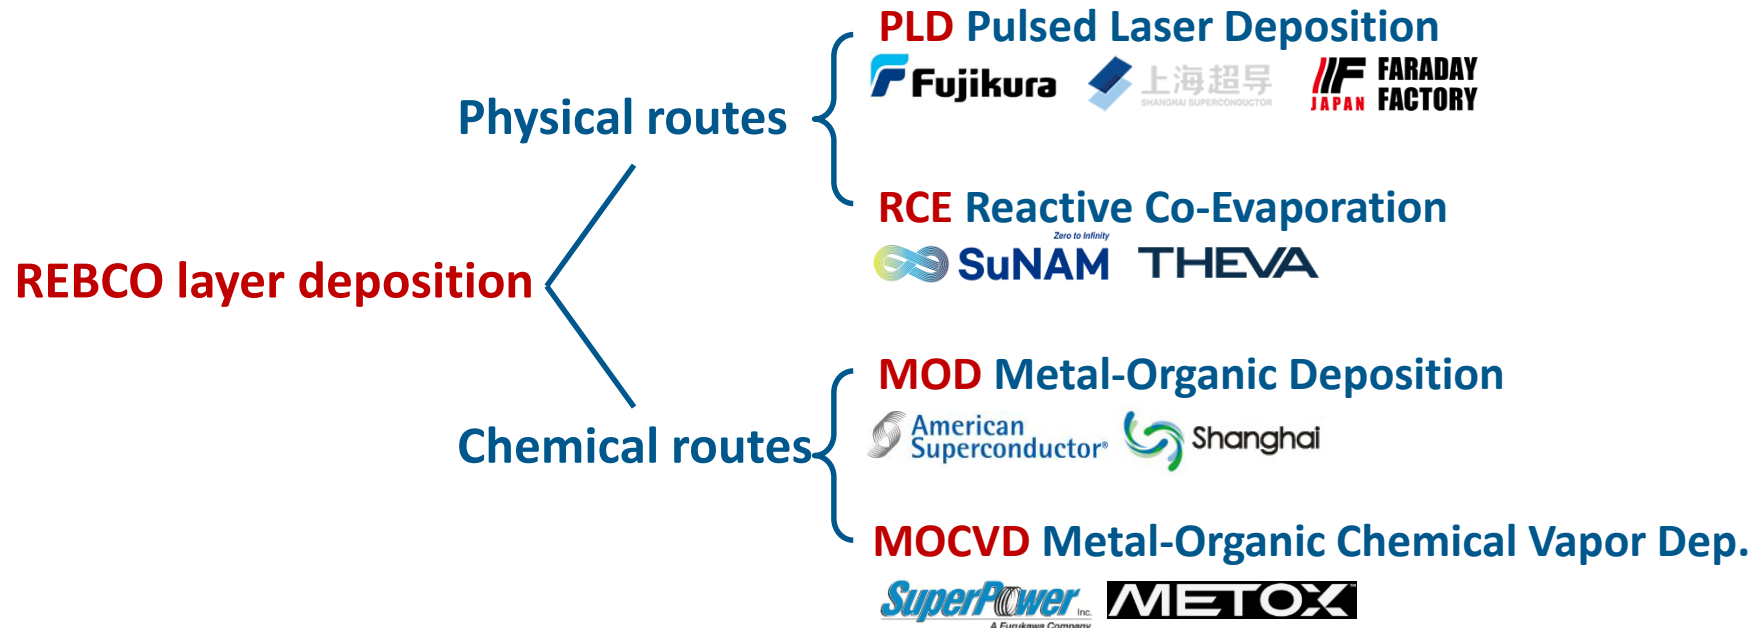 PLD Pulsed Laser Deposition
Fujikura
上海超导
SHANGHAI SUPERCONDUCTOR
JAPAN
FARADAY
FACTORY
Physical routes
RCE Reactive Co-Evaporation
Zero to Infinity
SuNAM
THEVA
REBCO layer deposition
MOD Metal-Organic Deposition
American
Superconductor®
Shanghai
Chemical routes
MOCVD Metal-Organic Chemical Vapor Dep.
SuperPower Inc.
A Furukawa Company
METOX™